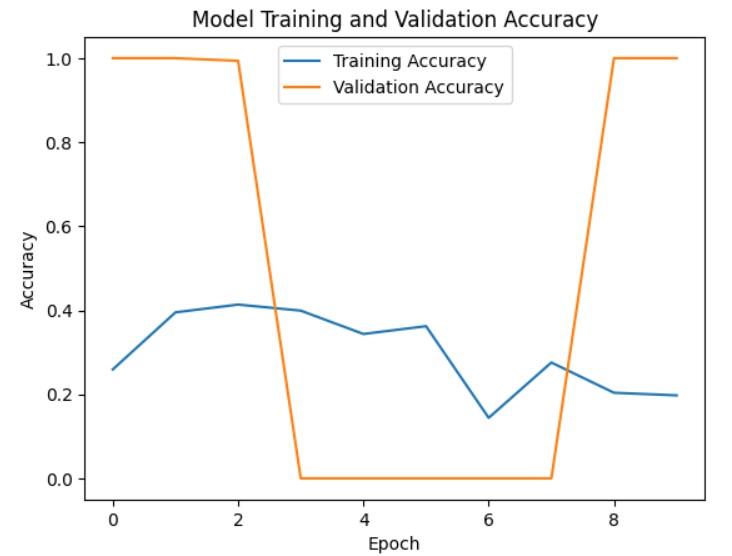 Model Training and Validation Accuracy
1.0
Training Accuracy
Validation Accuracy
0.8
0.6
Accuracy
0.4
0.2
0.0
0 2 4 6 8
Epoch